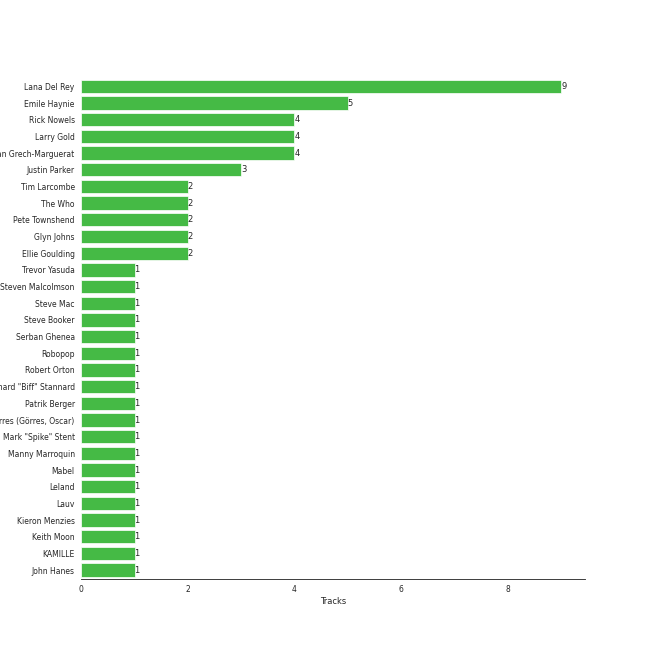 Lana Del Rey 9
Emile Haynie 5
Rick Nowels 4
Larry Gold 4
an Grech-Marguerat 4
Justin Parker 3
Tim Larcombe 2
The Who 2
Pete Townshend 2
Glyn Johns 2
Ellie Goulding 2
Trevor Yasuda 1
Steven Malcolmson 1
Steve Mac 1
Steve Booker 1
Serban Ghenea 1
Robopop 1
Robert Orton 1
hard "Biff" Stannard 1
Patrik Berger 1
rres (Görres, Oscar) 1
Mark "Spike" Stent 1
Manny Marroquin 1
Mabel 1
Leland 1
Lauv 1
Kieron Menzies 1
Keith Moon 1
KAMILLE 1
John Hanes 1
0 2 4 6 8
Tracks